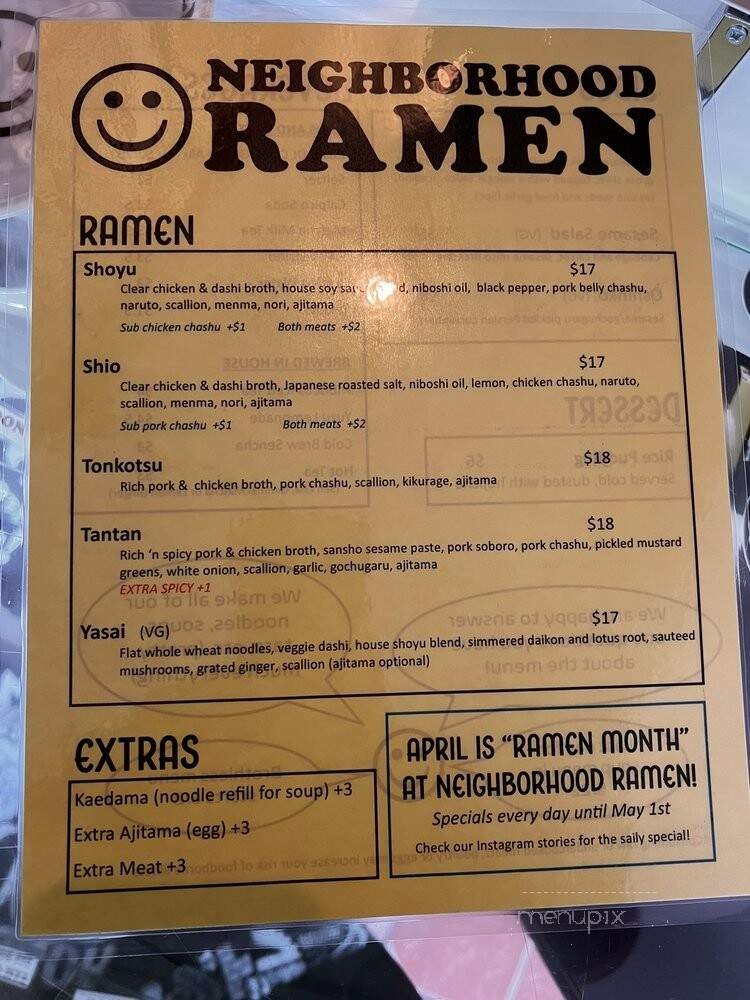 NEIGHBORHOOD
RAMEN
RAMEN
Shoyu $17
Clear chicken & dashi broth, house soy niboshi oil, black pepper, pork belly chashu,
naruto, scallion, menma, nori, ajitama
Sub chicken chashu +$1 Both meats +$2
Shio $17
Clear chicken & dashi broth, Japanese roasted salt, niboshi oil, lemon, chicken chashu, naruto,
scallion, menma, nori, ajitama
Sub pork chashu +$1 Both meats +$2
Tonkotsu $18
Rich pork & chicken broth, pork chashu, scallion, kikurage, ajitama
Tantan $18
Rich 'n spicy pork & chicken broth, sansho sesame paste, pork soboro, pork chashu, pickled mustard
greens, white onion, scallion, garlic, gochugaru, ajitama
EXTRA SPICY +1
Yasai (VG) $17
Flat whole wheat noodles, veggie dashi, house shoyu blend, simmered daikon and lotus root, sauteed
mushrooms, grated ginger, scallion (ajitama optional)
EXTRAS
Kaedama (noodle refill for soup) +3
Extra Ajitama (egg) +3
Extra Meat +3
APRIL IS "RAMEN MONTH"
AT NEIGHBORHOOD RAMEN!
Specials every day until May 1st
Check our Instagram stories for the saily special!
menupix